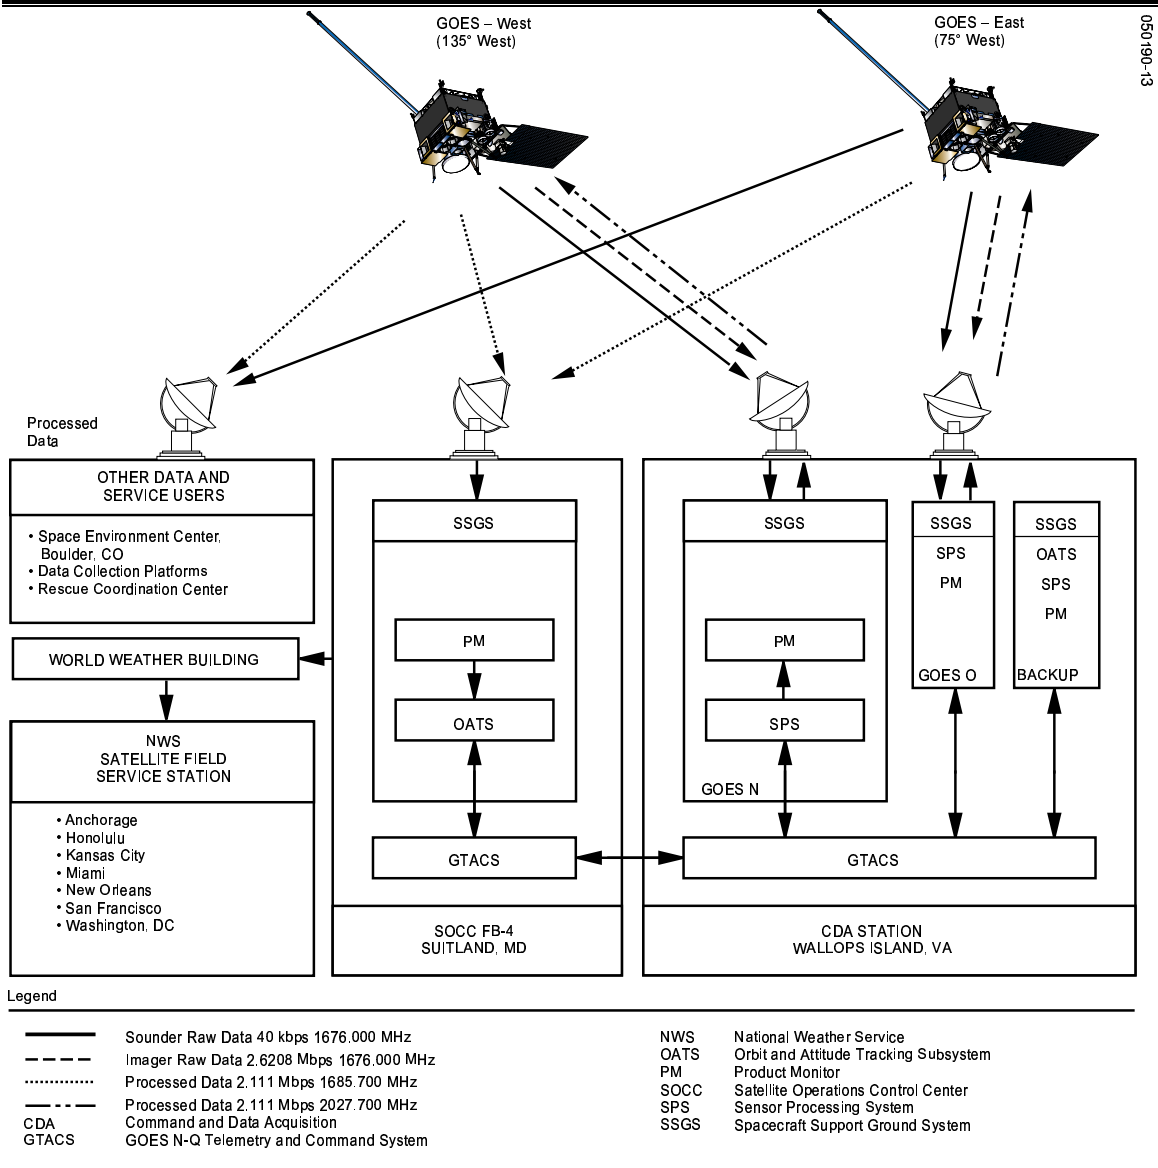 GOES – West
(135° West)
GOES – East
(75° West)
050190-13
Processed
Data
OTHER DATA AND
SERVICE USERS
• Space Environment Center,
Boulder, CO
• Data Collection Platforms
• Rescue Coordination Center
WORLD WEATHER BUILDING
NWS
SATELLITE FIELD
SERVICE STATION
• Anchorage
• Honolulu
• Kansas City
• Miami
• New Orleans
• San Francisco
• Washington, DC
SSGS
PM
OATS
GTACS
SOCC FB-4
SUITLAND, MD
SSGS
PM
SPS
GOES N
SSGS
SPS
PM
GOES O
SSGS
OATS
SPS
PM
BACKUP
GTACS
CDA STATION
WALLOPS ISLAND, VA
Legend
Sounder Raw Data 40 kbps 1676.000 MHz
Imager Raw Data 2.6208 Mbps 1676.000 MHz
Processed Data 2.111 Mbps 1685.700 MHz
Processed Data 2.111 Mbps 2027.700 MHz
CDA Command and Data Acquisition
GTACS GOES N-Q Telemetry and Command System
NWS National Weather Service
OATS Orbit and Attitude Tracking Subsystem
PM Product Monitor
SOCC Satellite Operations Control Center
SPS Sensor Processing System
SSGS Spacecraft Support Ground System